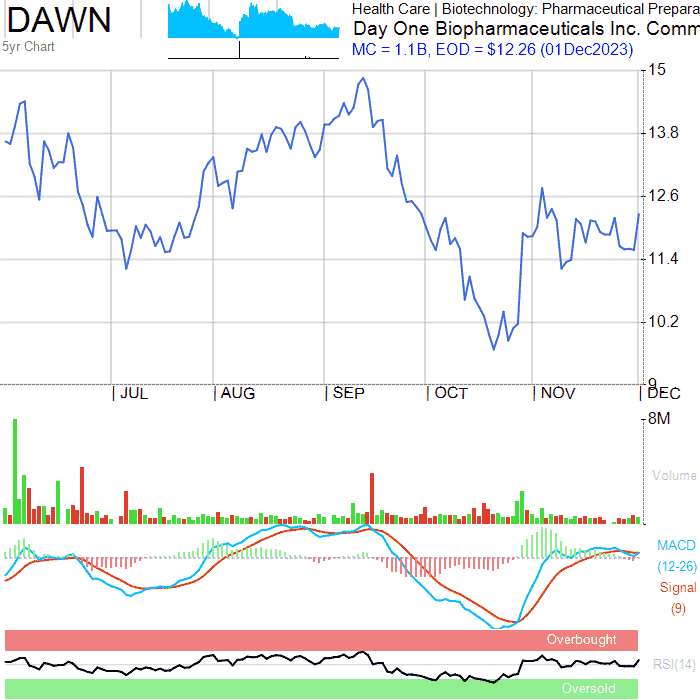 DAWN
5yr Chart
Health Care | Biotechnology: Pharmaceutical Prepara
Day One Biopharmaceuticals Inc. Comm
MC = 1.1B, EOD = $12.26 (01Dec2023)
15
13.8
12.6
11.4
10.2
9
| JUL | AUG | SEP | OCT | NOV | DEC
8M
Volume
MACD
(12-26)
Signal
(9)
Overbought
RSI(14)
Oversold